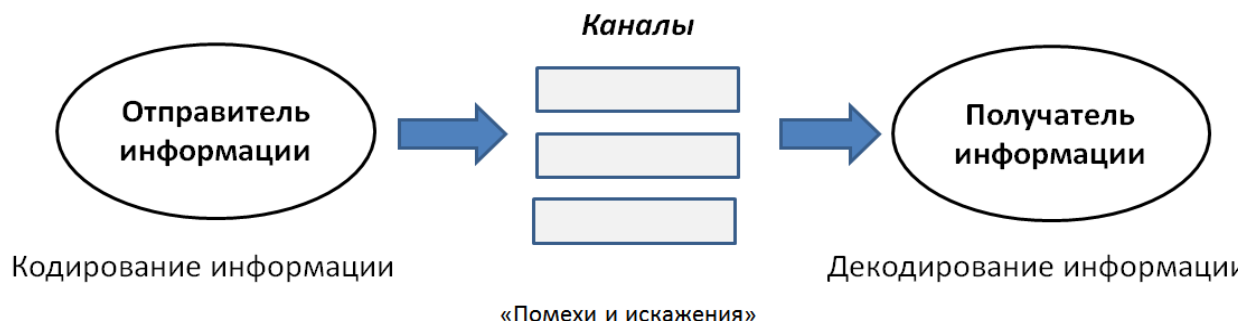 Каналы
Отправитель
информации
Получатель
информации
Кодирование информации
Декодирование информации
«Помехи и искажения»